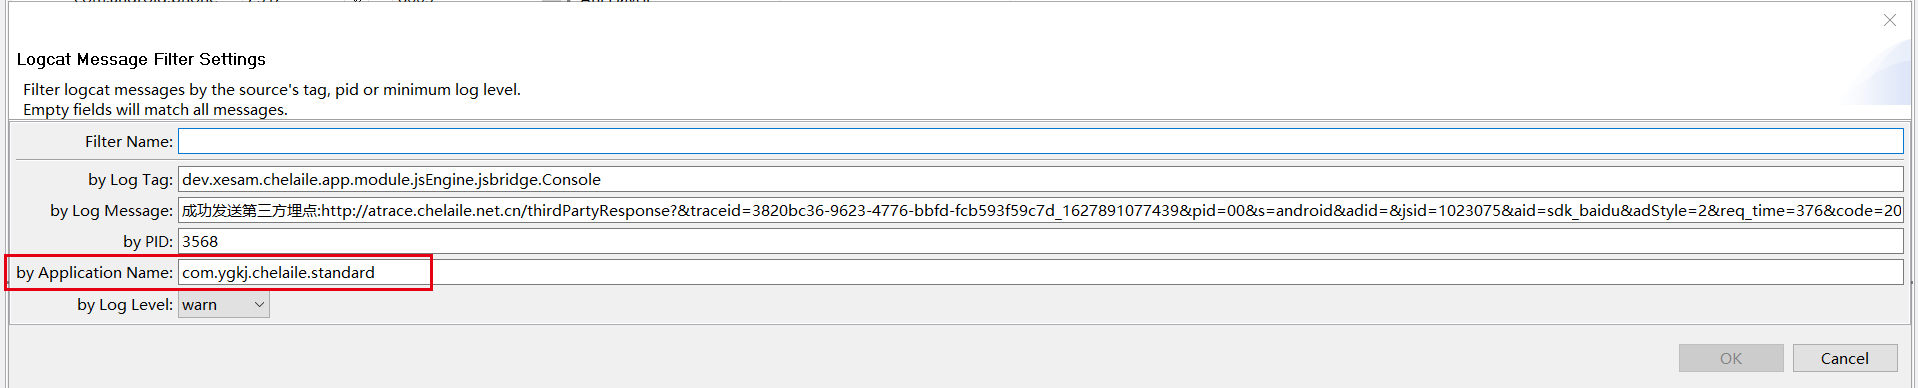 Logcat Message Filter Settings
Filter logcat messages by the source's tag, pid or minimum log level.
Empty fields will match all messages.
Filter Name:
by Log Tag: dev.xesam.chelaile.app.module.jsEngine.jsbridge.Console
by Log Message: 成功发送第三方埋点:http://atrace.chelaile.net.cn/thirdPartyResponse?&traceid=3820bc36-9623-4776-bbfd-fcb593f59c7d_1627891077439&pid=00&s=android&adid=&jsid=1023075&aid=sdk_baidu&adStyle=2&req_time=376&code=20
by PID: 3568
by Application Name: com.ygkj.chelaile.standard
by Log Level: warn
OK Cancel